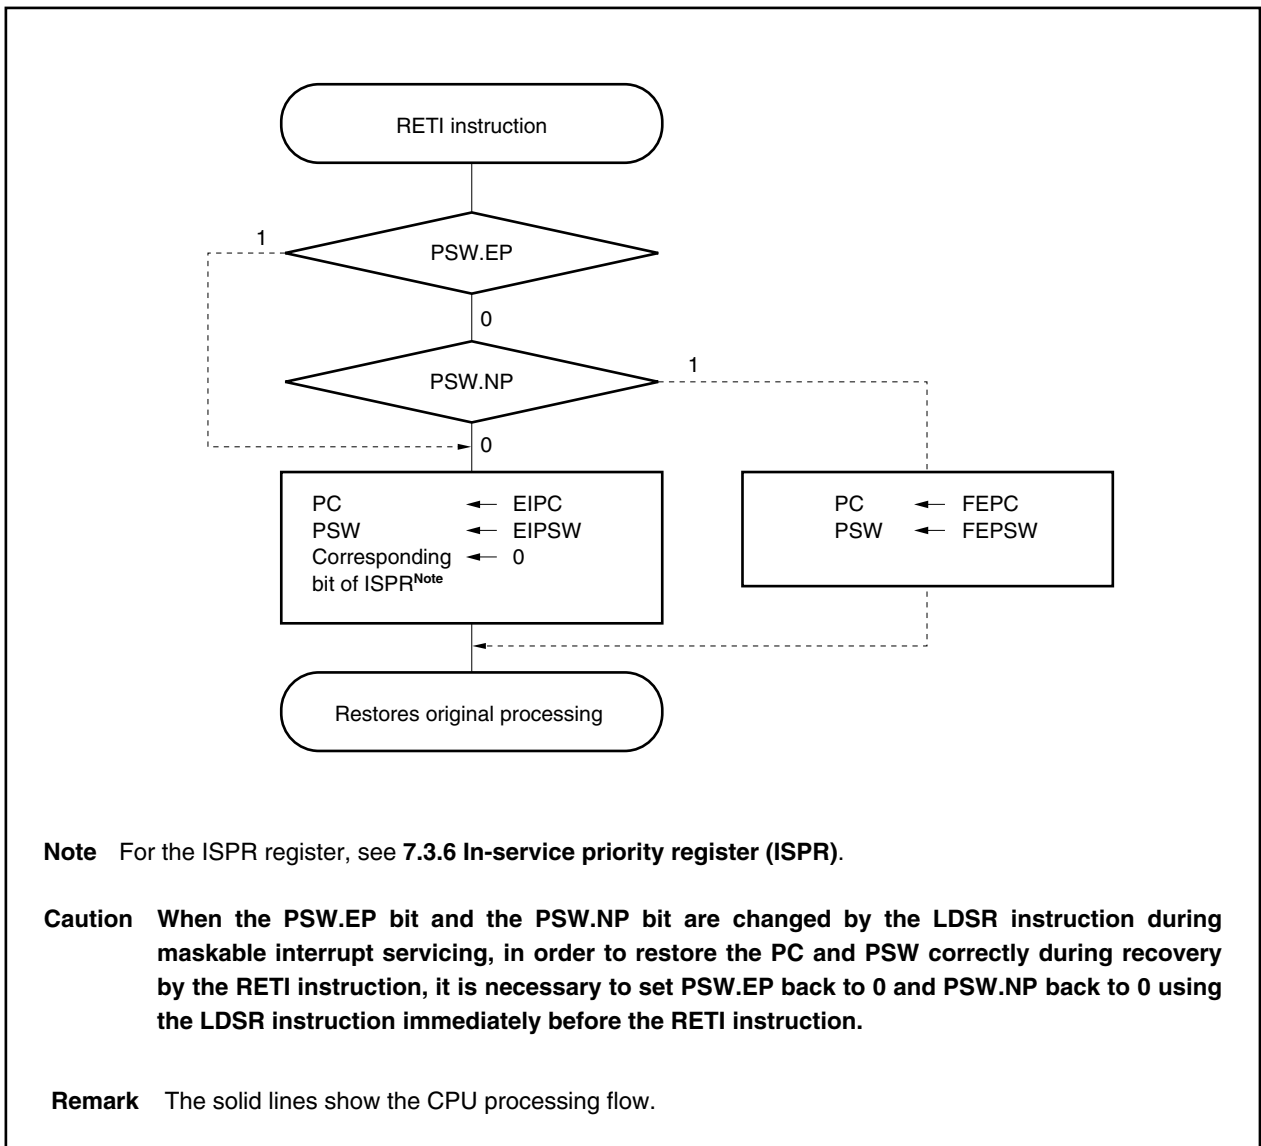 RETI instruction
1
PSW.EP
0
1
PSW.NP
0
PC ← EIPC
PSW ← EIPSW
Corresponding ← 0
bit of ISPRNote
PC ← FEPC
PSW ← FEPSW
Restores original processing
Note For the ISPR register, see 7.3.6 In-service priority register (ISPR).
Caution When the PSW.EP bit and the PSW.NP bit are changed by the LDSR instruction during
maskable interrupt servicing, in order to restore the PC and PSW correctly during recovery
by the RETI instruction, it is necessary to set PSW.EP back to 0 and PSW.NP back to 0 using
the LDSR instruction immediately before the RETI instruction.
Remark The solid lines show the CPU processing flow.